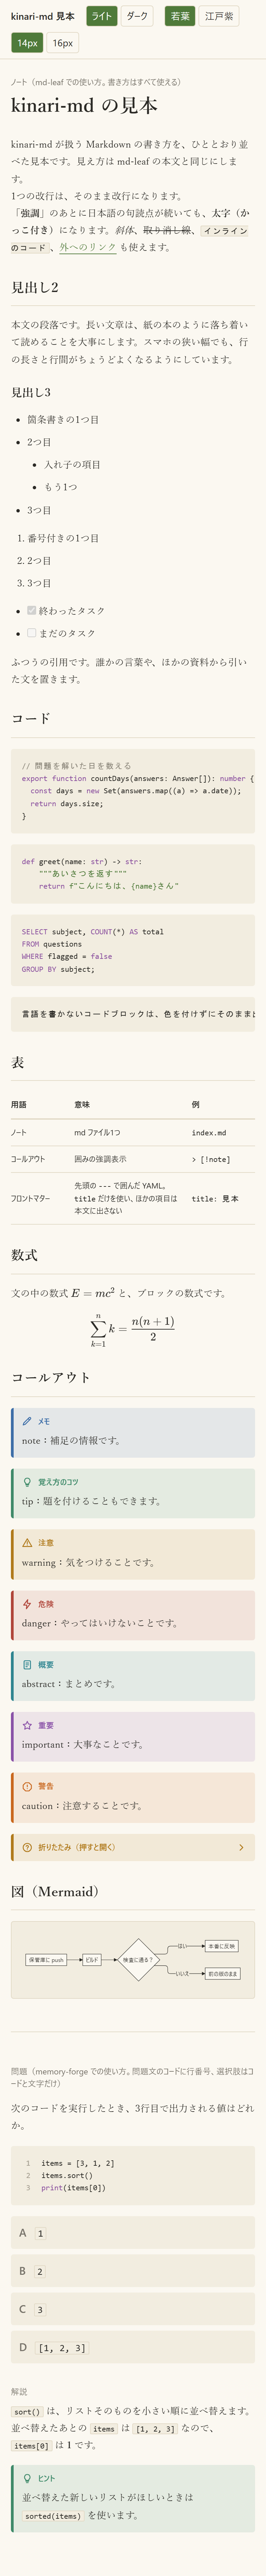 kinari-md 見本 ライト ダーク 若葉 江戸紫
14px 16px
ノート（md-leaf での使い方。書き方はすべて使える）
kinari-md の見本
kinari-md が扱う Markdown の書き方を、ひととおり並
べた見本です。見え方は md-leaf の本文と同じにしま
す。
1つの改行は、そのまま改行になります。
「強調」のあとに日本語の句読点が続いても、太字（か
っこ付き）になります。斜体、取り消し線、インライン
のコード、外へのリンク も使えます。
見出し2
本文の段落です。長い文章は、紙の本のように落ち着い
て読めることを大事にします。スマホの狭い幅でも、行
の長さと行間がちょうどよくなるようにしています。
見出し3
• 箇条書きの1つ目
• 2つ目
• 入れ子の項目
• もう1つ
• 3つ目
1. 番号付きの1つ目
2. 2つ目
3. 3つ目
• 終わったタスク
• まだのタスク
ふつうの引用です。誰かの言葉や、ほかの資料から引い
た文を置きます。
コード
// 問題を解いた日を数える
export function countDays(answers: Answer[]): number {
const days = new Set(answers.map((a) => a.date));
return days.size;
}
def greet(name: str) -> str:
"""あいさつを返す"""
return f"こんにちは、{name}さん"
SELECT subject, COUNT(*) AS total
FROM questions
WHERE flagged = false
GROUP BY subject;
言語を書かないコードブロックは、色を付けずにそのまま
表
用語 意味 例
ノート md ファイル1つ index.md
コールアウト 囲みの強調表示 > [!note]
フロントマター 先頭の --- で囲んだ YAML。 title: 見本
title だけを使い、ほかの項目は
本文に出さない
数式
文の中の数式 E = mc² と、ブロックの数式です。
∑_{k=1}^{n} k = n(n+1)/2
コールアウト
メモ
note：補足の情報です。
覚え方のコツ
tip：題を付けることもできます。
注意
warning：気をつけることです。
危険
danger：やってはいけないことです。
概要
abstract：まとめです。
重要
important：大事なことです。
警告
caution：注意することです。
折りたたみ（押すと開く）
図（Mermaid）
保管庫に push ビルド 検査に通る？ はい 本番に反映
いいえ 前の版のまま
問題（memory-forge での使い方。問題文のコードに行番号、選択肢はコ
ードと文字だけ）
次のコードを実行したとき、3行目で出力される値はどれ
か。
1 items = [3, 1, 2]
2 items.sort()
3 print(items[0])
A 1
B 2
C 3
D [1, 2, 3]
解説
sort() は、リストそのものを小さい順に並べ替えます。
並べ替えたあとの items は [1, 2, 3] なので、
items[0] は 1 です。
ヒント
並べ替えた新しいリストがほしいときは
sorted(items) を使います。